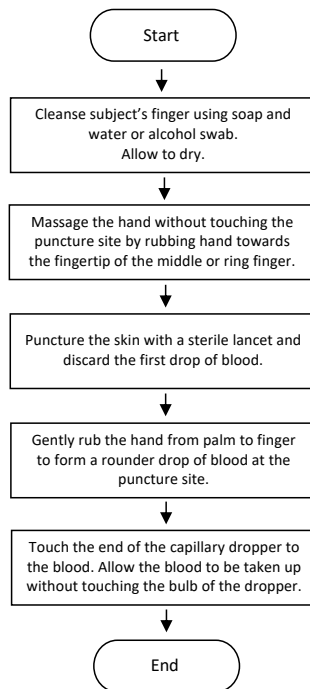 Start
Cleanse subject's finger using soap and
water or alcohol swab.
Allow to dry.
Massage the hand without touching the
puncture site by rubbing hand towards
the fingertip of the middle or ring finger.
Puncture the skin with a sterile lancet and
discard the first drop of blood.
Gently rub the hand from palm to finger
to form a rounder drop of blood at the
puncture site.
Touch the end of the capillary dropper to
the blood. Allow the blood to be taken up
without touching the bulb of the dropper.
End